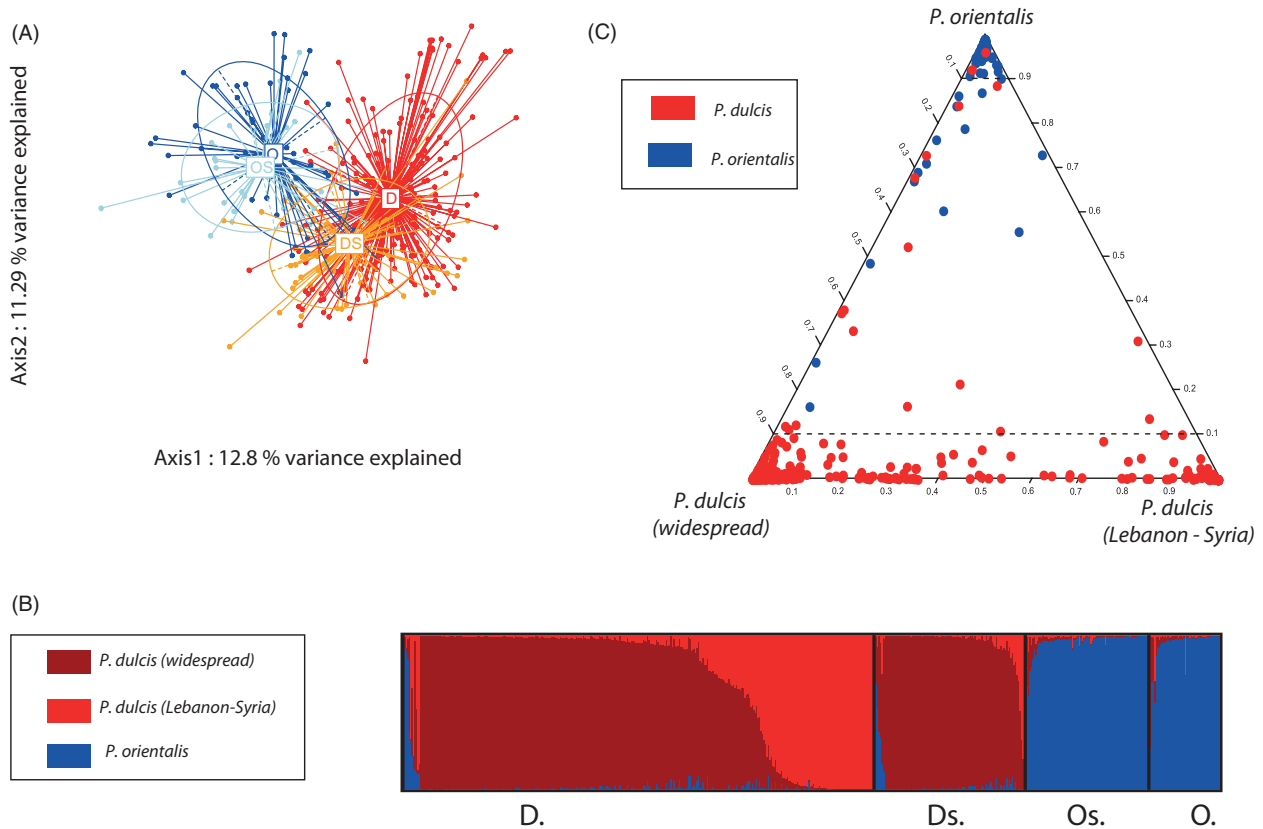 (A)
Axis2 : 11.29 % variance explained
O
OS
D
DS
Axis1 : 12.8 % variance explained
(C)
P. dulcis
P. orientalis
P. orientalis
0.1
0.2
0.3
0.4
0.5
0.6
0.7
0.8
0.9
0.9
0.8
0.7
0.6
0.5
0.4
0.3
0.2
0.1
0.1
0.2
0.3
0.4
0.5
0.6
0.7
0.8
0.9
P. dulcis
(widespread)
P. dulcis
(Lebanon - Syria)
(B)
P. dulcis (widespread)
P. dulcis (Lebanon-Syria)
P. orientalis
D.
Ds.
Os.
O.